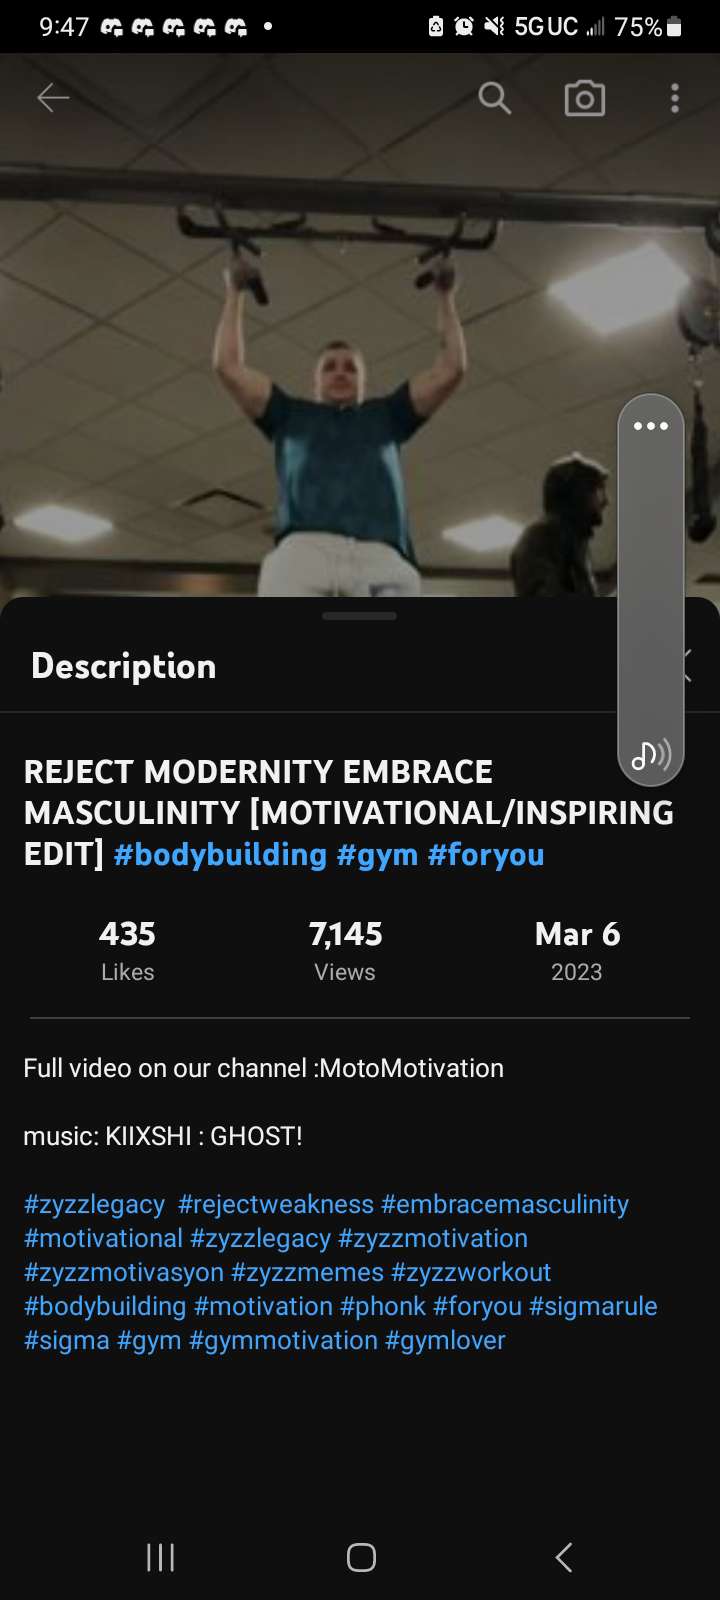 9:47 5G UC 75%
Description
REJECT MODERNITY EMBRACE
MASCULINITY [MOTIVATIONAL/INSPIRING
EDIT] #bodybuilding #gym #foryou
435 7,145 Mar 6
Likes Views 2023
Full video on our channel :MotoMotivation
music: KIIXSHI : GHOST!
#zyzzlegacy #rejectweakness #embracemasculinity
#motivational #zyzzlegacy #zyzzmotivation
#zyzzmotivasyon #zyzzmemes #zyzzworkout
#bodybuilding #motivation #phonk #foryou #sigmarule
#sigma #gym #gymmotivation #gymlover